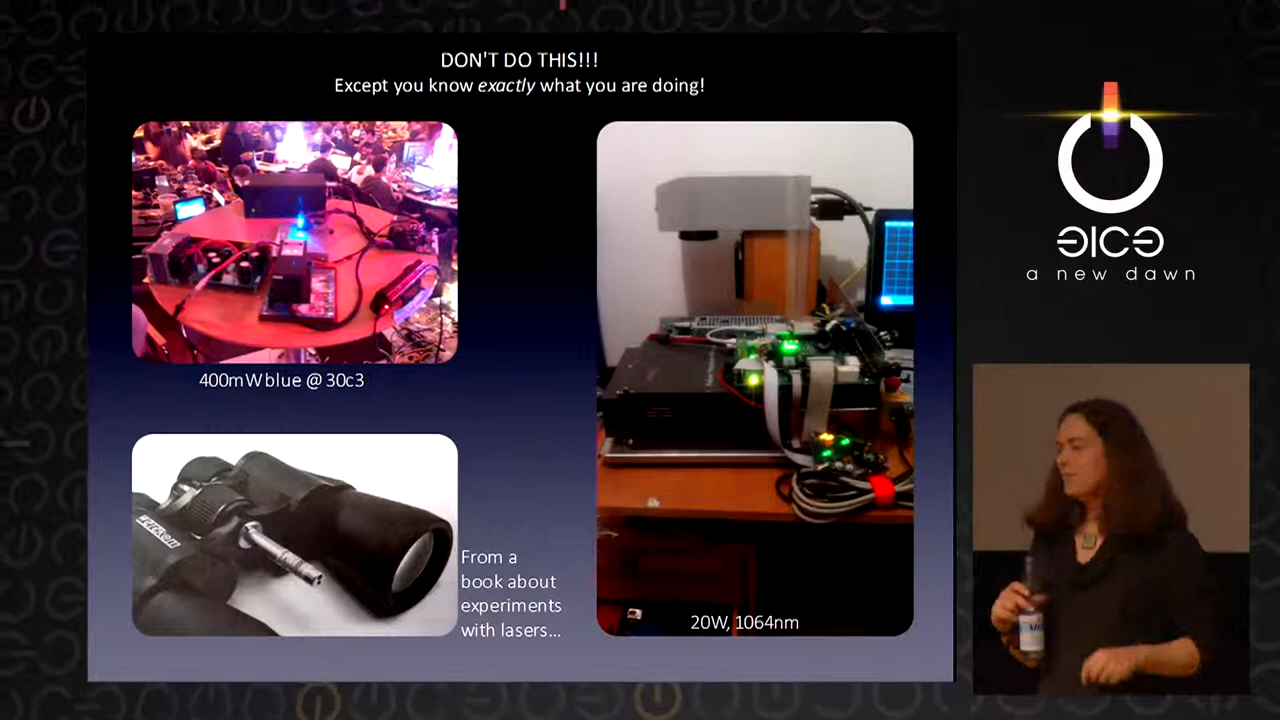 DON'T DO THIS!!!
Except you know exactly what you are doing!
400mW blue @ 30c3
From a
book about
experiments
with lasers...
20W, 1064nm
a new dawn